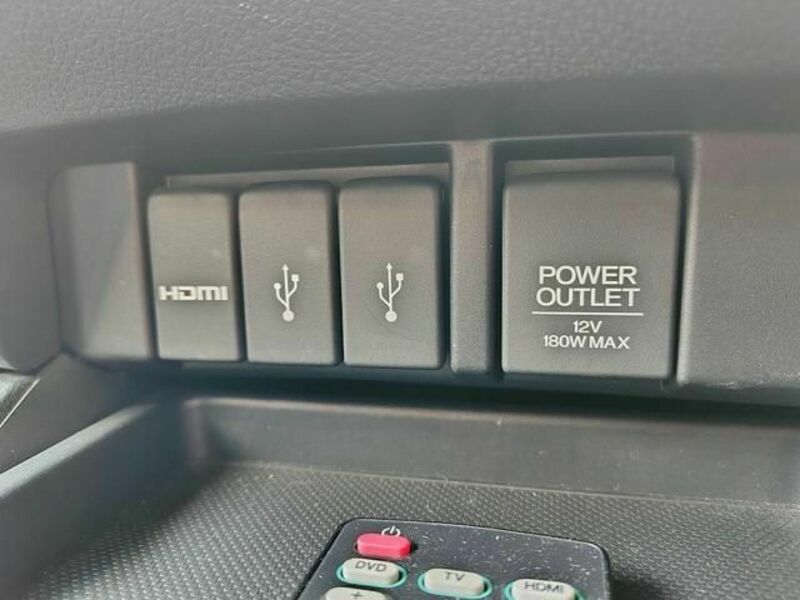 HDMI
POWER
OUTLET
12V
180W MAX
DVD
TV
HDMI
+